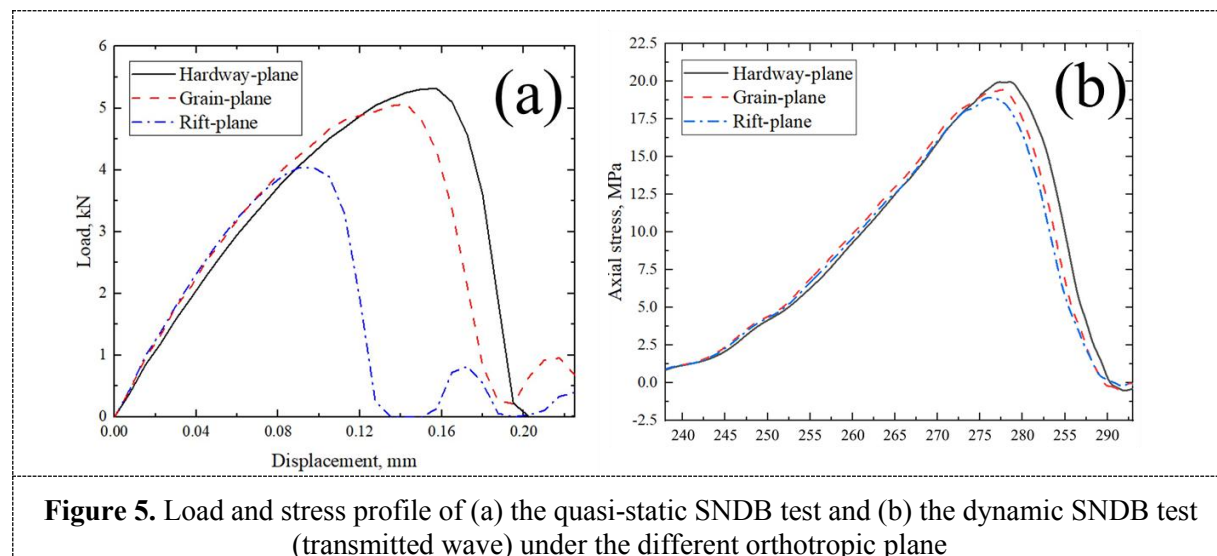 6
5
4
3
2
1
0
Load, kN
Hardway-plane
Grain-plane
Rift-plane
(a)
0.00 0.04 0.08 0.12 0.16 0.20
Displacement, mm
22.5
20.0
17.5
15.0
12.5
10.0
7.5
5.0
2.5
0.0
-2.5
Axial stress, MPa
Hardway-plane
Grain-plane
Rift-plane
(b)
240 245 250 255 260 265 270 275 280 285 290
Figure 5. Load and stress profile of (a) the quasi-static SNDB test and (b) the dynamic SNDB test
(transmitted wave) under the different orthotropic plane